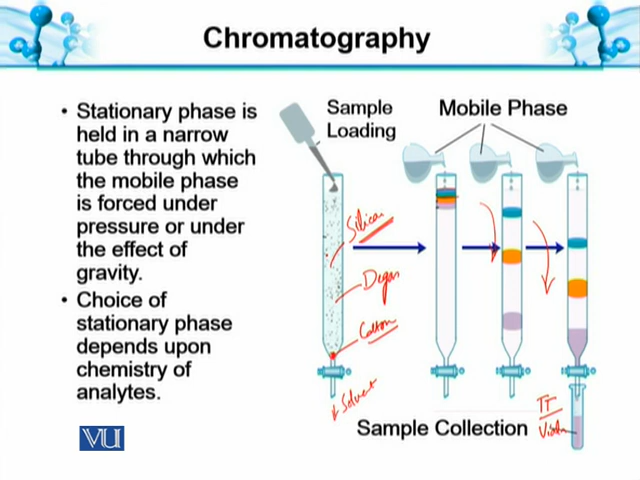 Chromatography
• Stationary phase is
held in a narrow
tube through which
the mobile phase
is forced under
pressure or under
the effect of
gravity.
• Choice of
stationary phase
depends upon
chemistry of
analytes.
Sample
Loading
Mobile Phase
Cotton
Solvent
TT
Sample Collection
VU